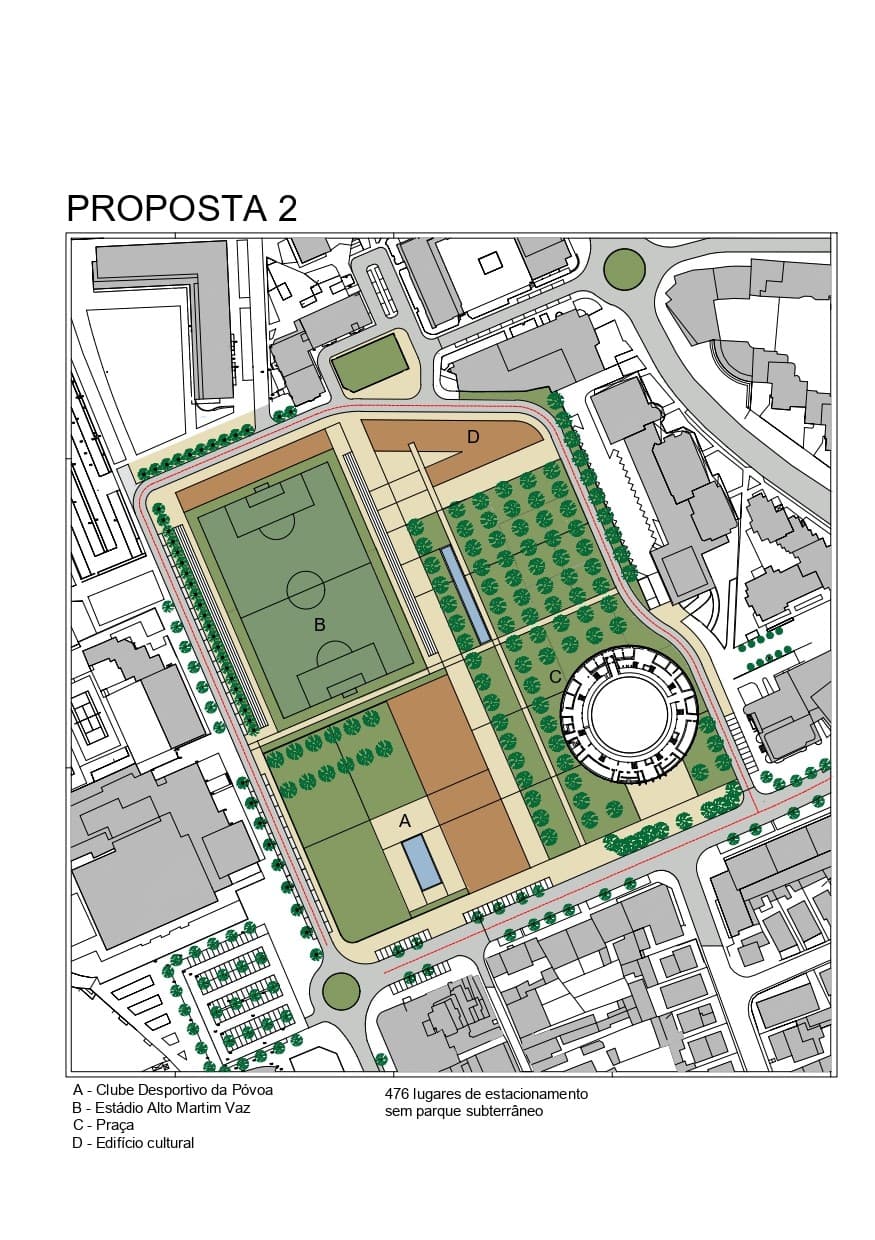 PROPOSTA 2
D
B
C
A
A - Clube Desportivo da Póvoa
B - Estádio Alto Martim Vaz
C - Praça
D - Edifício cultural
476 lugares de estacionamento
sem parque subterrâneo